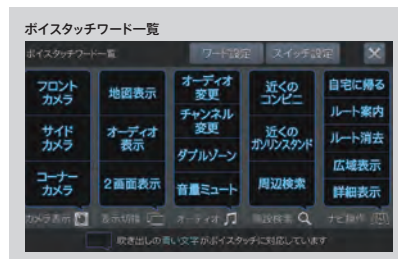 ボイスタッチワード一覧
ボイスタッチワード一覧 ワード設定 スイッチ設定 ×
フロント
カメラ
サイド
カメラ
コーナー
カメラ
地図表示
オーディオ
表示
2画面表示
オーディオ
変更
チャンネル
変更
ダブルゾーン
音量ミュート
近くの
コンビニ
近くの
ガソリンスタンド
周辺検索
自宅に帰る
ルート案内
ルート消去
広域表示
詳細表示
カメラ表示 表示切替 オーディオ 施設検索 ナビ操作
吹き出しの青い文字がボイスタッチに対応しています